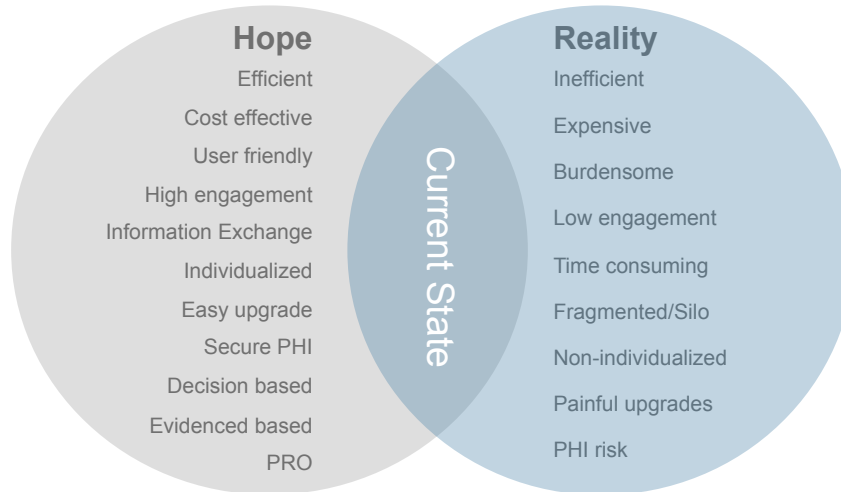 Hope
Efficient
Cost effective
User friendly
High engagement
Information Exchange
Individualized
Easy upgrade
Secure PHI
Decision based
Evidenced based
PRO
Current State
Reality
Inefficient
Expensive
Burdensome
Low engagement
Time consuming
Fragmented/Silo
Non-individualized
Painful upgrades
PHI risk